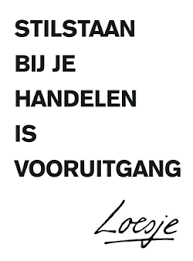 STILSTAAN
BIJ JE
HANDELEN
IS
VOORUITGANG
Loesje